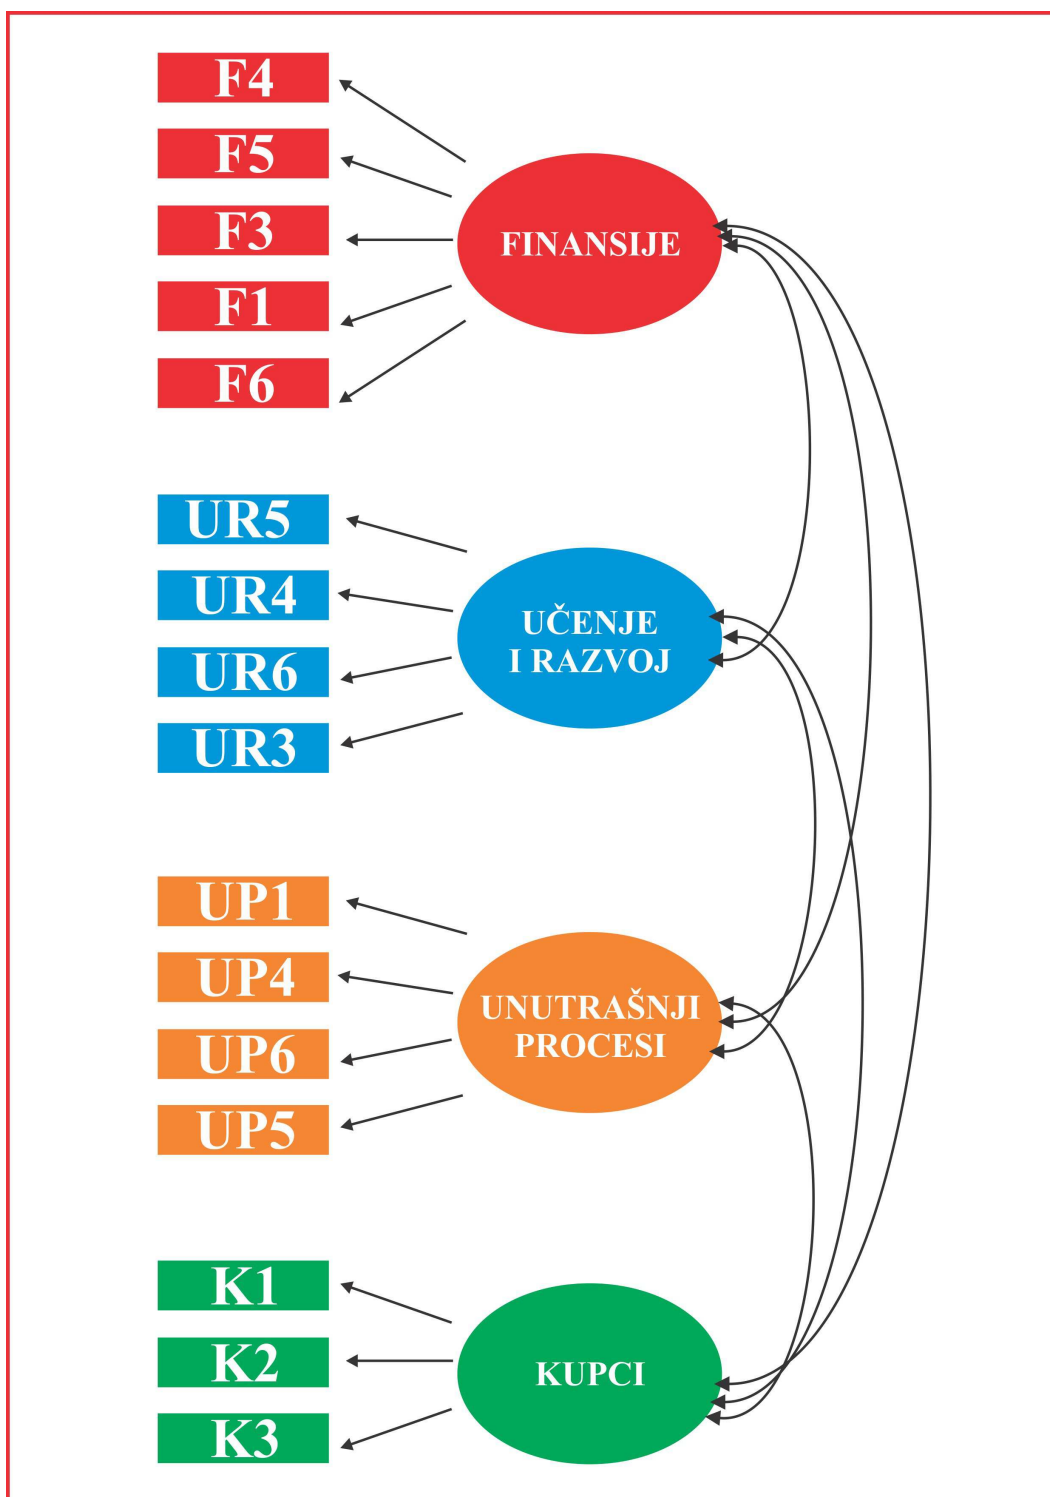 F4
F5
F3
F1
F6
FINANSIJE
UR5
UR4
UR6
UR3
UČENJE
I RAZVOJ
UP1
UP4
UP6
UP5
UNUTRAŠNJI
PROCESI
K1
K2
K3
KUPCI